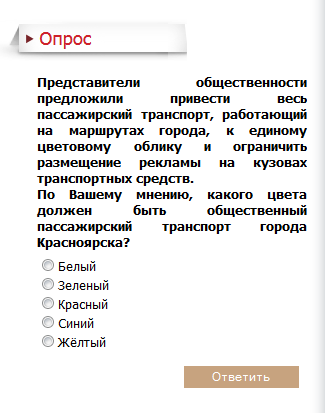 Опрос
Представители общественности
предложили привести весь
пассажирский транспорт, работающий
на маршрутах города, к единому
цветовому облику и ограничить
размещение рекламы на кузовах
транспортных средств.
По Вашему мнению, какого цвета
должен быть общественный
пассажирский транспорт города
Красноярска?
Белый
Зеленый
Красный
Синий
Жёлтый
Ответить